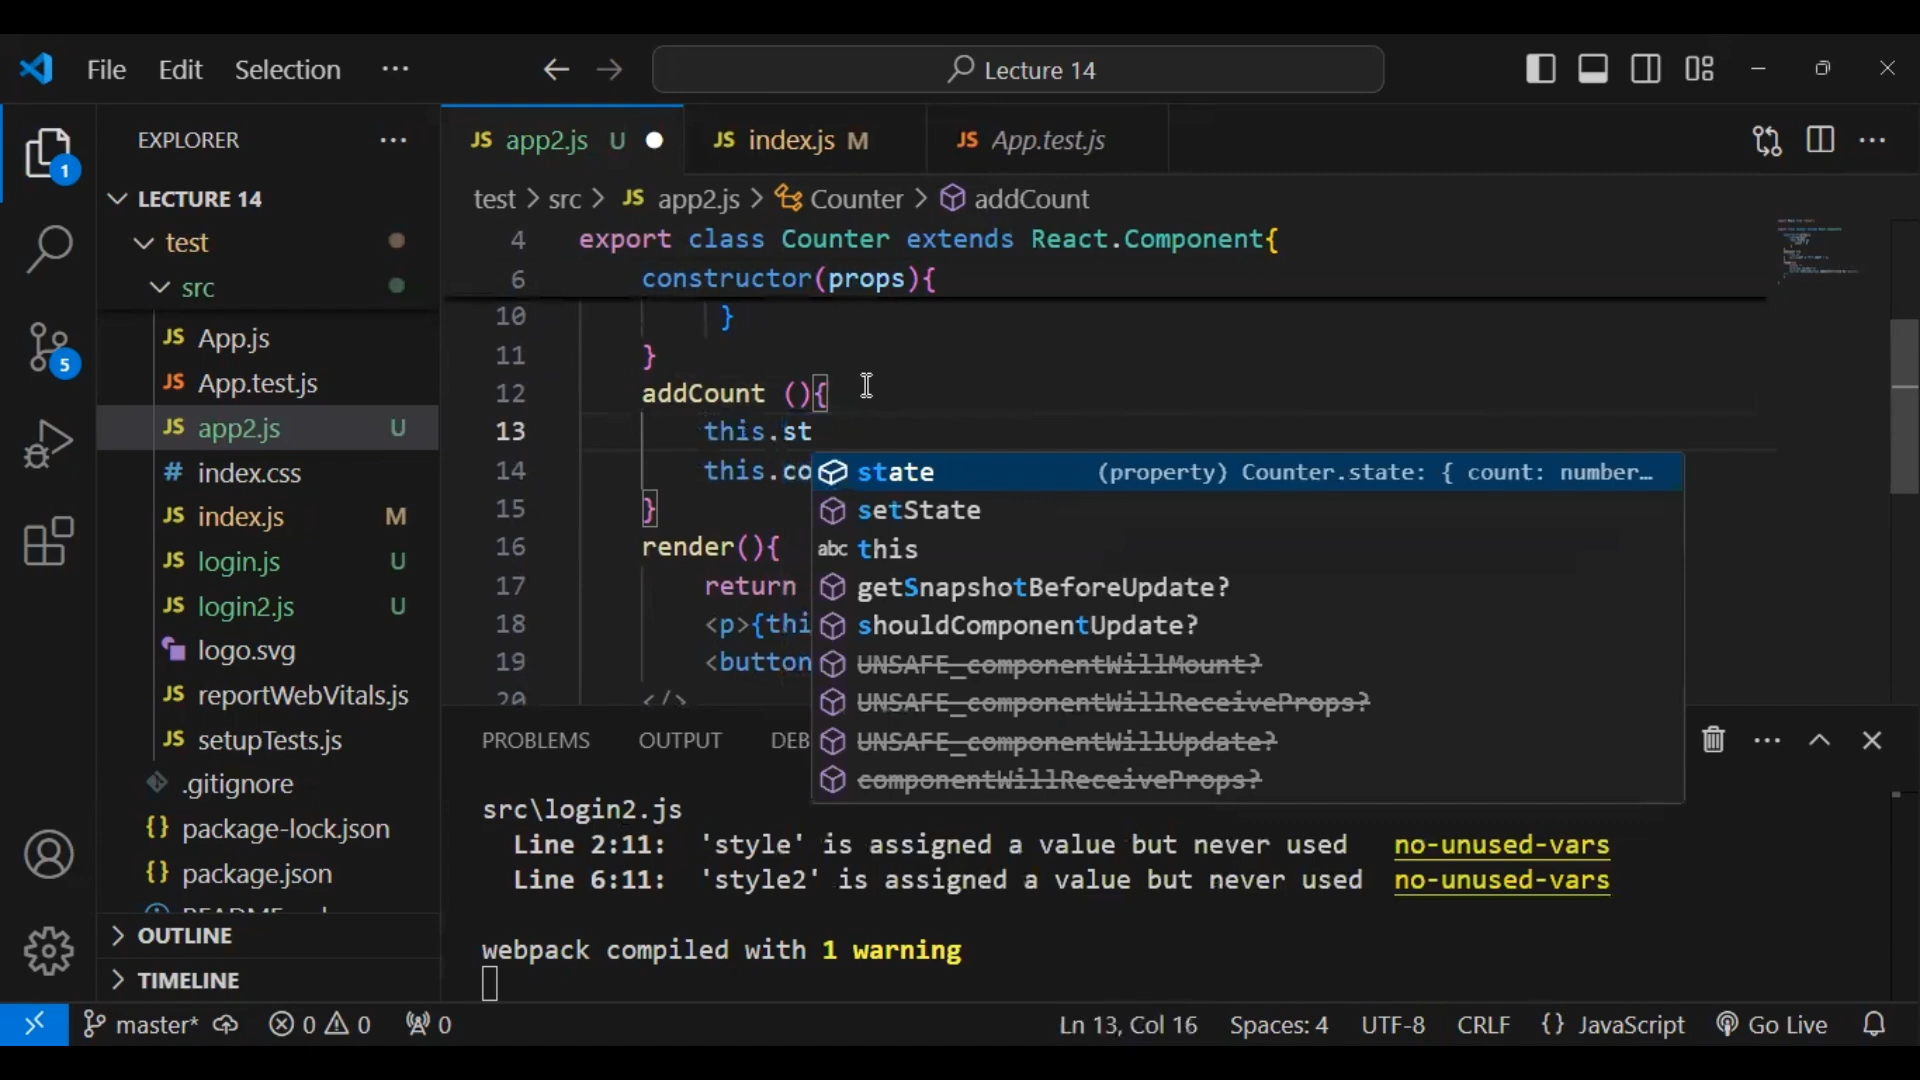 File Edit Selection ··· Lecture 14
EXPLORER ···
LECTURE 14
test
src
App.js
App.test.js
app2.js U
index.css
index.js M
login.js U
login2.js U
logo.svg
reportWebVitals.js
setupTests.js
.gitignore
package-lock.json
package.json
OUTLINE
TIMELINE
1
5
JS app2.js U JS index.js M JS App.test.js
test > src > JS app2.js > Counter > addCount
4 export class Counter extends React.Component{
6 constructor(props){
10 }
11 }
12 addCount (){
13 this.st
14 this.co
15 }
16 render(){
17 return
18 <p>{thi
19 <button
20 </>
state (property) Counter.state: { count: number…
setState
abc this
getSnapshotBeforeUpdate?
shouldComponentUpdate?
UNSAFE_componentWillMount?
UNSAFE_componentWillReceiveProps?
UNSAFE_componentWillUpdate?
componentWillReceiveProps?
PROBLEMS OUTPUT DEB
src\login2.js
Line 2:11: 'style' is assigned a value but never used no-unused-vars
Line 6:11: 'style2' is assigned a value but never used no-unused-vars
webpack compiled with 1 warning
master* 0 0 0 Ln 13, Col 16 Spaces: 4 UTF-8 CRLF {} JavaScript Go Live